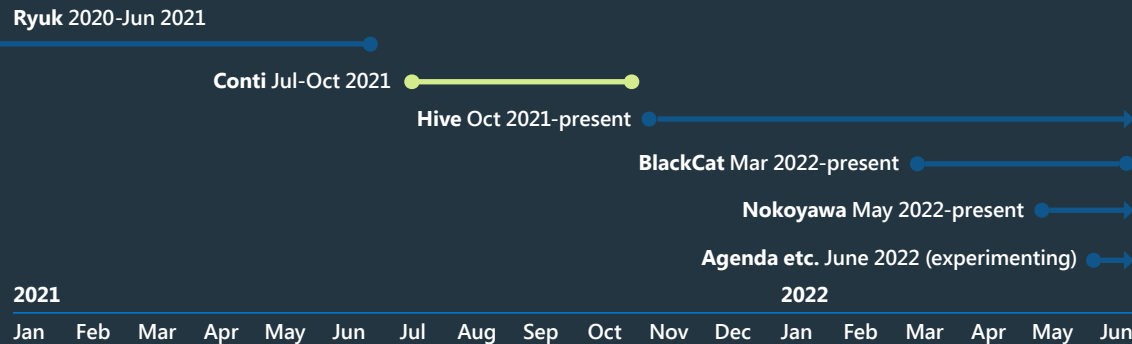 Ryuk 2020-Jun 2021
Conti Jul-Oct 2021
Hive Oct 2021-present
BlackCat Mar 2022-present
Nokoyawa May 2022-present
Agenda etc. June 2022 (experimenting)
2021 2022
Jan Feb Mar Apr May Jun Jul Aug Sep Oct Nov Dec Jan Feb Mar Apr May Jun